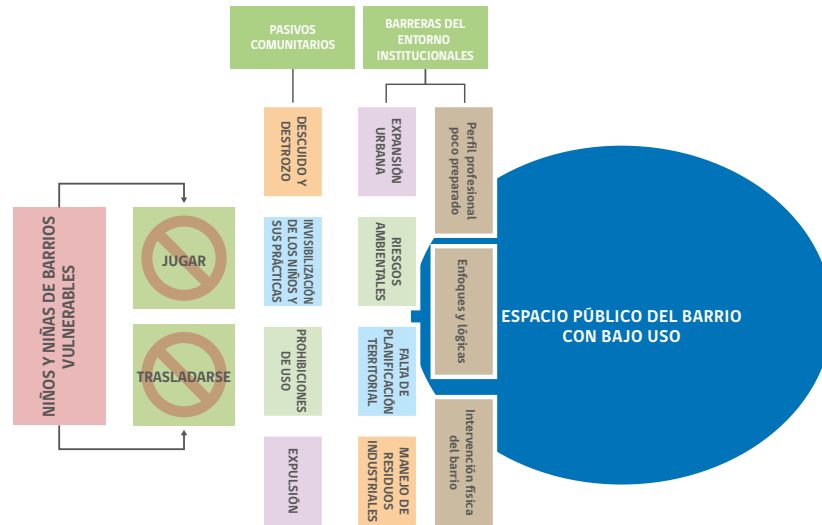 PASIVOS
COMUNITARIOS
BARRERAS DEL
ENTORNO
INSTITUCIONALES
NIÑOS Y NIÑAS DE BARRIOS
VULNERABLES
JUGAR
TRASLADARSE
DESCUIDO Y
DESTROZO
INVISIBILIZACIÓN
DE LOS NIÑOS Y
SUS PRÁCTICAS
PROHIBICIONES
DE USO
EXPULSIÓN
EXPANSIÓN
URBANA
RIESGOS
AMBIENTALES
FALTA DE
PLANIFICACIÓN
TERRITORIAL
MANEJO DE
RESIDUOS
INDUSTRIALES
Perfil profesional
poco preparado
Enfoques y lógicas
Intervención física
del barrio
ESPACIO PÚBLICO DEL BARRIO
CON BAJO USO